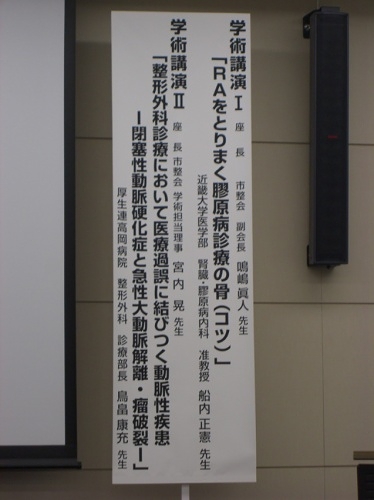 学術講演Ⅰ
座長 市整会 副会長 鳴嶋眞人 先生
「RAをとりまく膠原病診療の骨(コツ)」
近畿大学医学部 腎臓・膠原病内科 准教授 船内正憲 先生
学術講演Ⅱ
座長 市整会 学術担当理事 宮内 晃 先生
「整形外科診療において医療過誤に結びつく動脈性疾患
ー閉塞性動脈硬化症と急性大動脈解離・瘤破裂ー」
厚生連高岡病院 整形外科 診療部長 鳥畠康充 先生